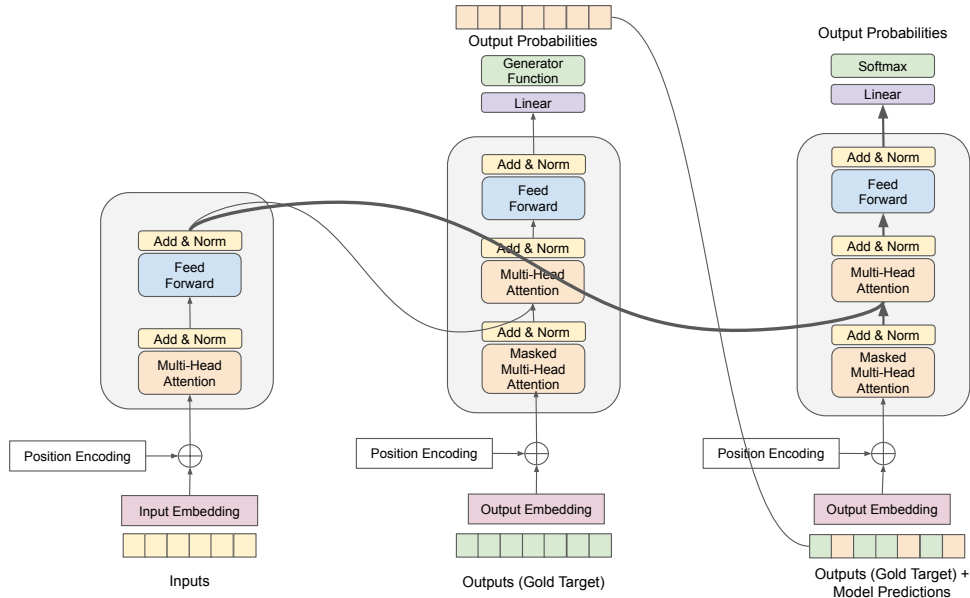 Output Probabilities
Generator
Function
Linear
Add & Norm
Feed
Forward
Add & Norm
Multi-Head
Attention
Add & Norm
Masked
Multi-Head
Attention
Position Encoding
Output Embedding
Outputs (Gold Target)
Add & Norm
Feed
Forward
Add & Norm
Multi-Head
Attention
Position Encoding
Input Embedding
Inputs
Output Probabilities
Softmax
Linear
Add & Norm
Feed
Forward
Add & Norm
Multi-Head
Attention
Add & Norm
Masked
Multi-Head
Attention
Position Encoding
Output Embedding
Outputs (Gold Target) +
Model Predictions